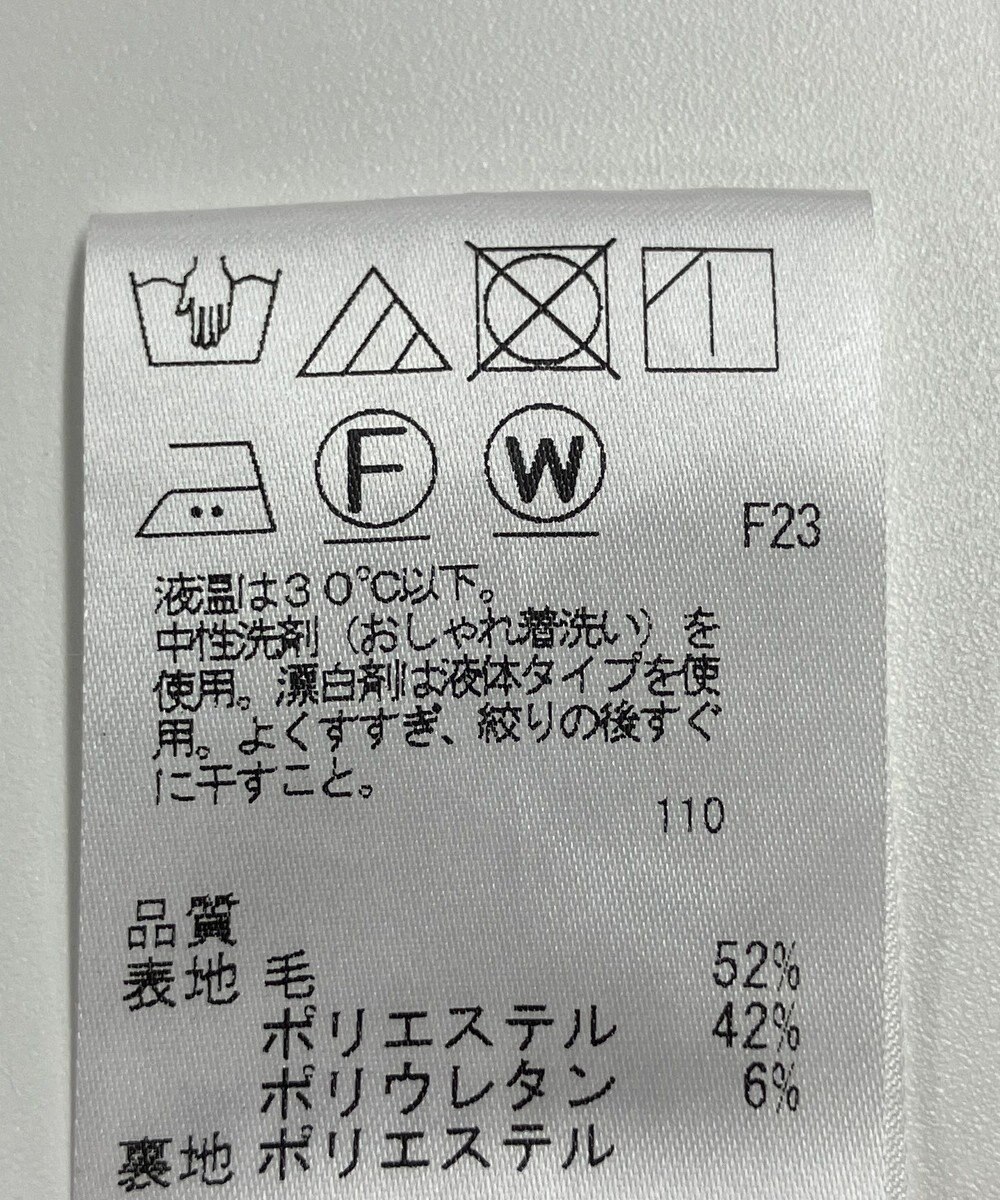 F W
F23
液温は30℃以下。
中性洗剤(おしゃれ着洗い)を
使用。漂白剤は液体タイプを使
用。よくすすぎ、絞りの後すぐ
に干すこと。
110
品質
表地 毛 52%
ポリエステル 42%
ポリウレタン 6%
裏地 ポリエステル